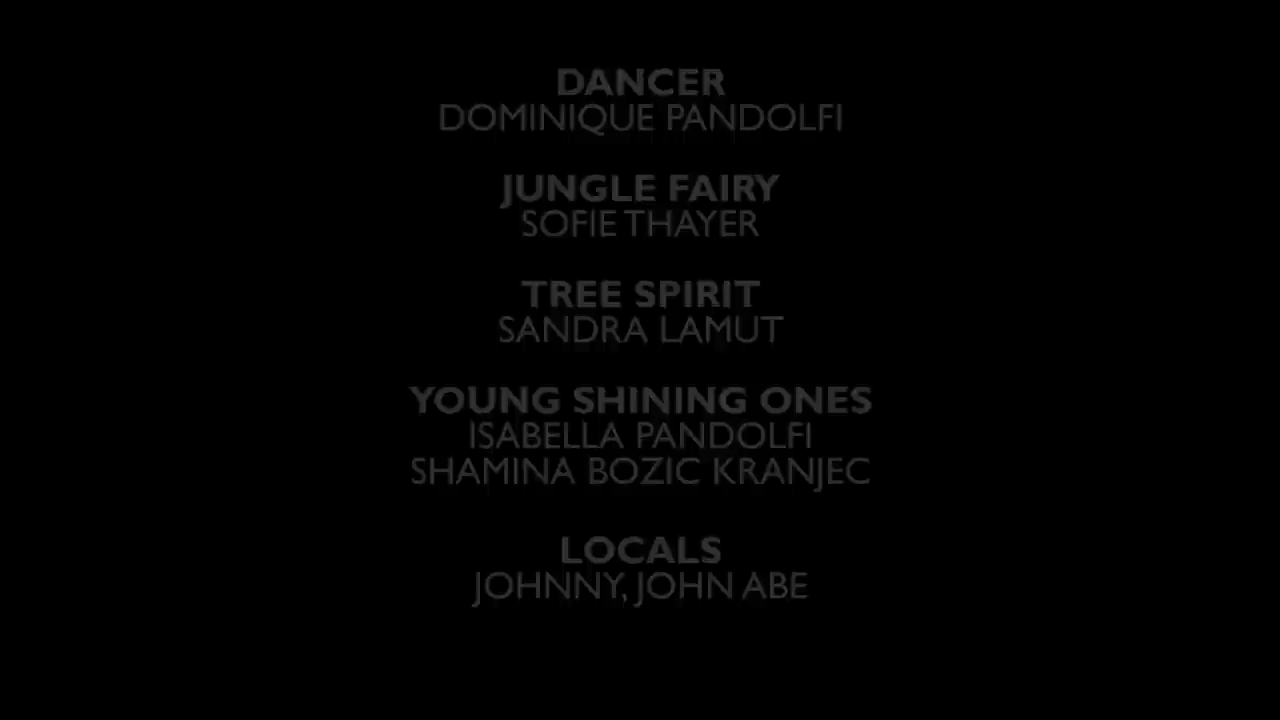 DANCER
DOMINIQUE PANDOLFI
JUNGLE FAIRY
SOFIE THAYER
TREE SPIRIT
SANDRA LAMUT
YOUNG SHINING ONES
ISABELLA PANDOLFI
SHAMINA BOZIC KRANJEC
LOCALS
JOHNNY, JOHN ABE